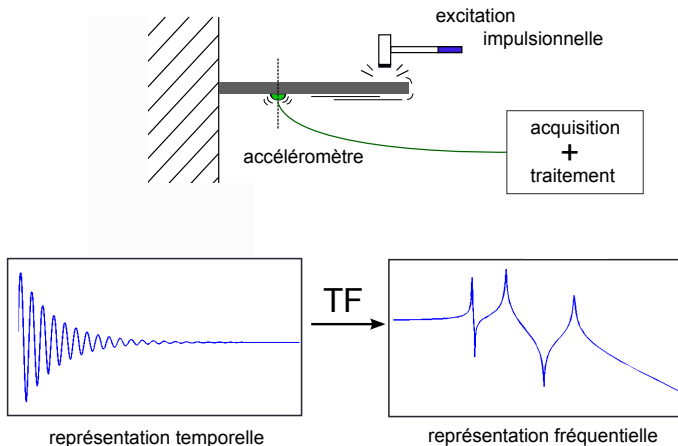 excitation
impulsionnelle
accéléromètre
acquisition
+
traitement
TF
représentation temporelle
représentation fréquentielle